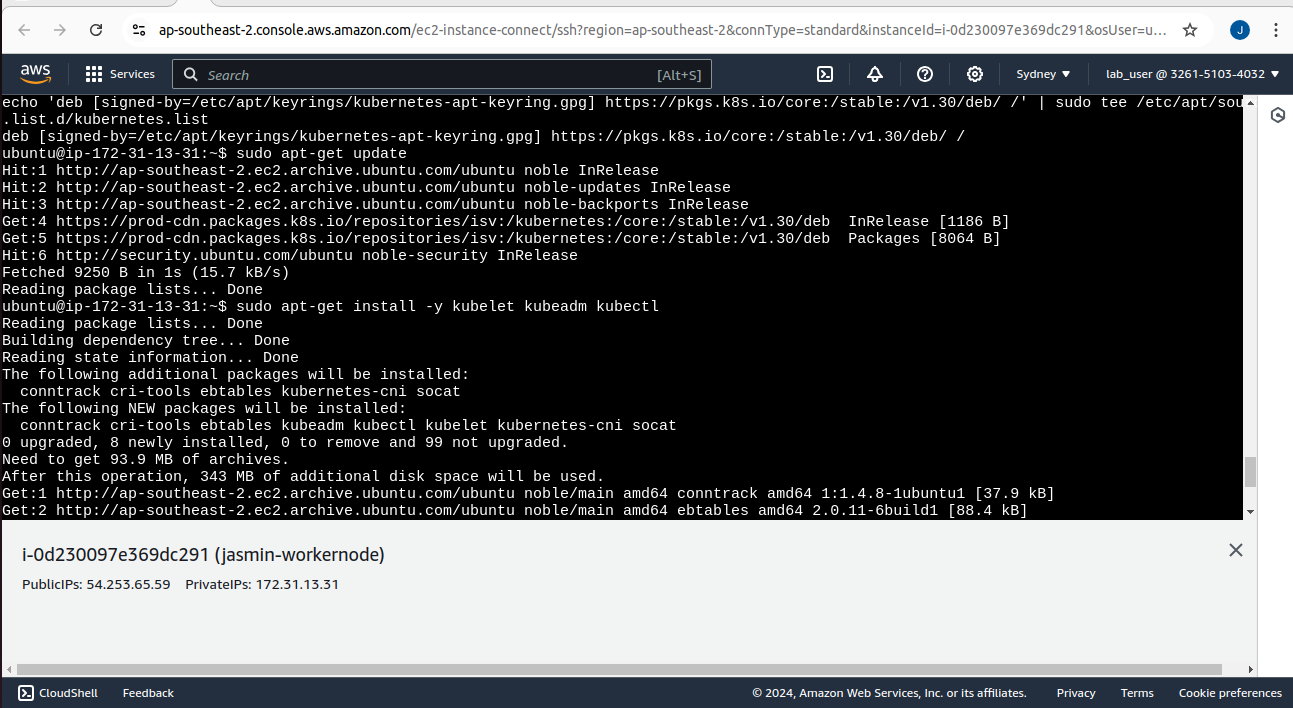 ap-southeast-2.console.aws.amazon.com/ec2-instance-connect/ssh?region=ap-southeast-2&connType=standard&instanceId=i-0d230097e369dc291&osUser=u...
J
aws
Services
Search
[Alt+S]
Sydney
lab_user @ 3261-5103-4032
echo 'deb [signed-by=/etc/apt/keyrings/kubernetes-apt-keyring.gpg] https://pkgs.k8s.io/core:/stable:/v1.30/deb/ /' | sudo tee /etc/apt/sou
.list.d/kubernetes.list
deb [signed-by=/etc/apt/keyrings/kubernetes-apt-keyring.gpg] https://pkgs.k8s.io/core:/stable:/v1.30/deb/ /
ubuntu@ip-172-31-13-31:~$ sudo apt-get update
Hit:1 http://ap-southeast-2.ec2.archive.ubuntu.com/ubuntu noble InRelease
Hit:2 http://ap-southeast-2.ec2.archive.ubuntu.com/ubuntu noble-updates InRelease
Hit:3 http://ap-southeast-2.ec2.archive.ubuntu.com/ubuntu noble-backports InRelease
Get:4 https://prod-cdn.packages.k8s.io/repositories/isv:/kubernetes:/core:/stable:/v1.30/deb  InRelease [1186 B]
Get:5 https://prod-cdn.packages.k8s.io/repositories/isv:/kubernetes:/core:/stable:/v1.30/deb  Packages [8064 B]
Hit:6 http://security.ubuntu.com/ubuntu noble-security InRelease
Fetched 9250 B in 1s (15.7 kB/s)
Reading package lists... Done
ubuntu@ip-172-31-13-31:~$ sudo apt-get install -y kubelet kubeadm kubectl
Reading package lists... Done
Building dependency tree... Done
Reading state information... Done
The following additional packages will be installed:
  conntrack cri-tools ebtables kubernetes-cni socat
The following NEW packages will be installed:
  conntrack cri-tools ebtables kubeadm kubectl kubelet kubernetes-cni socat
0 upgraded, 8 newly installed, 0 to remove and 99 not upgraded.
Need to get 93.9 MB of archives.
After this operation, 343 MB of additional disk space will be used.
Get:1 http://ap-southeast-2.ec2.archive.ubuntu.com/ubuntu noble/main amd64 conntrack amd64 1:1.4.8-1ubuntu1 [37.9 kB]
Get:2 http://ap-southeast-2.ec2.archive.ubuntu.com/ubuntu noble/main amd64 ebtables amd64 2.0.11-6build1 [88.4 kB]
i-0d230097e369dc291 (jasmin-workernode)
PublicIPs: 54.253.65.59 PrivateIPs: 172.31.13.31
CloudShell
Feedback
© 2024, Amazon Web Services, Inc. or its affiliates.
Privacy
Terms
Cookie preferences